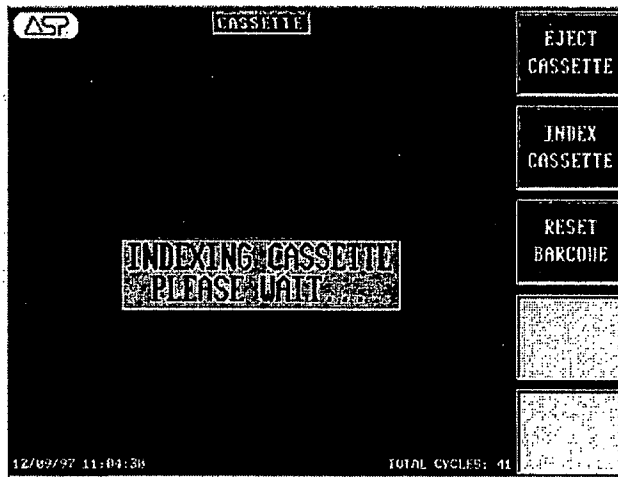 ASP
CASSETTE
EJECT
CASSETTE
INDEX
CASSETTE
RESET
BARCODE
INDEXING CASSETTE
PLEASE WAIT
12/09/97 11:04:30
TOTAL CYCLES: 41